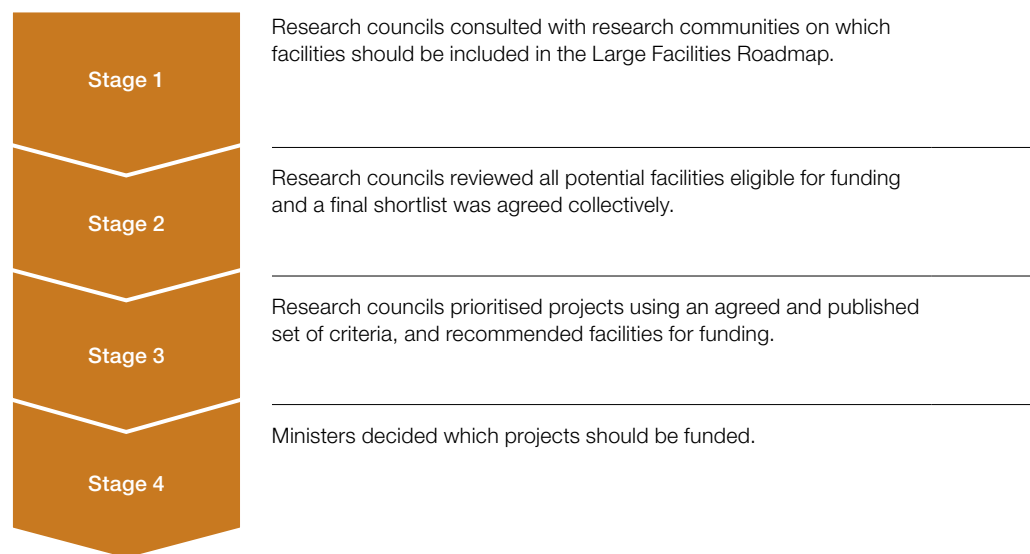 Stage 1
Research councils consulted with research communities on which
facilities should be included in the Large Facilities Roadmap.
Stage 2
Research councils reviewed all potential facilities eligible for funding
and a final shortlist was agreed collectively.
Stage 3
Research councils prioritised projects using an agreed and published
set of criteria, and recommended facilities for funding.
Stage 4
Ministers decided which projects should be funded.